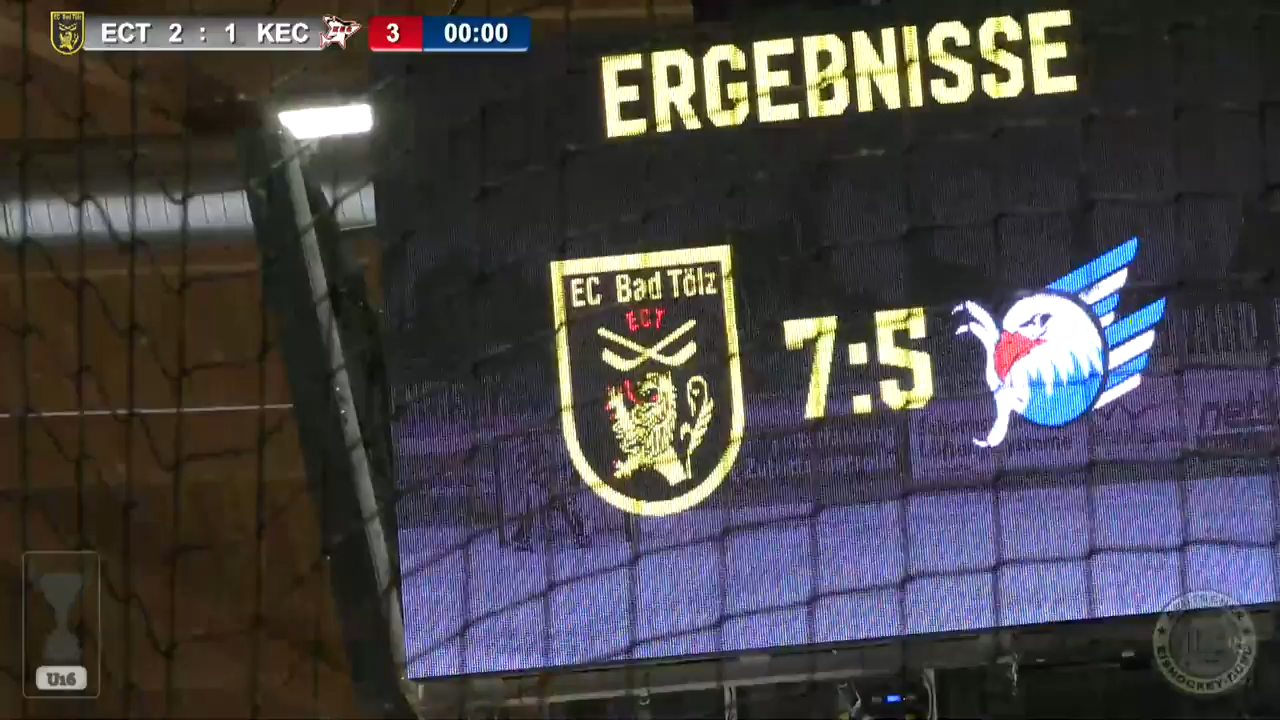 ECT 2 : 1 KEC 3 00:00
ERGEBNISSE
EC Bad Tölz
ECT
7:5
U16